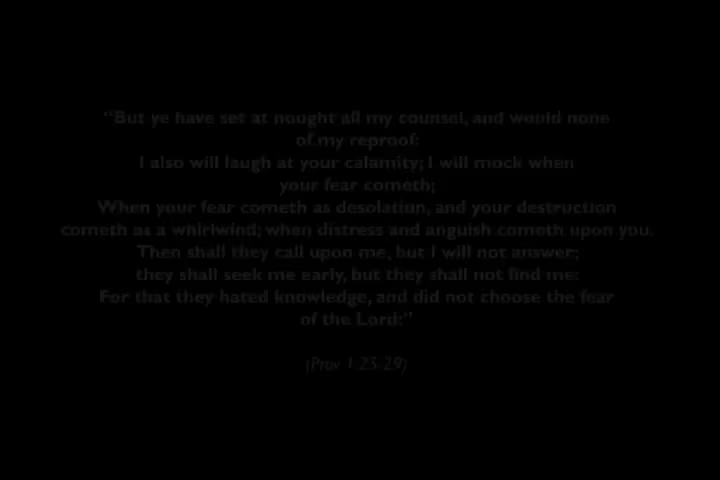 “But ye have set at nought all my counsel, and would none
of my reproof:
I also will laugh at your calamity; I will mock when
your fear cometh;
When your fear cometh as desolation, and your destruction
cometh as a whirlwind; when distress and anguish cometh upon you.
Then shall they call upon me, but I will not answer;
they shall seek me early, but they shall not find me:
For that they hated knowledge, and did not choose the fear
of the Lord:”
(Prov 1:25-29)